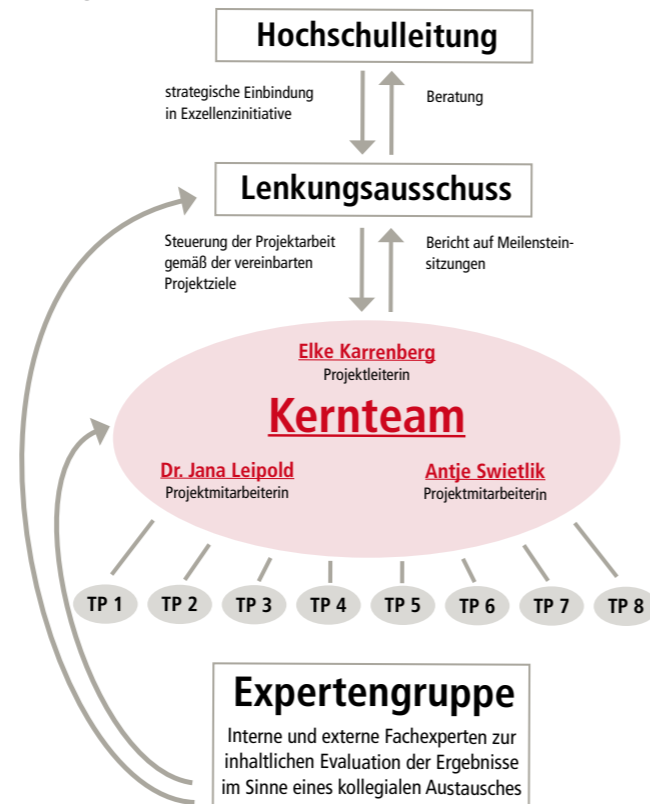 Hochschulleitung
strategische Einbindung
in Exzellenzinitiative
Beratung
Lenkungsausschuss
Steuerung der Projektarbeit
gemäß der vereinbarten
Projektziele
Bericht auf Meilenstein-
sitzungen
Elke Karrenberg
Projektleiterin
Kernteam
Dr. Jana Leipold
Projektmitarbeiterin
Antje Swietlik
Projektmitarbeiterin
TP 1 TP 2 TP 3 TP 4 TP 5 TP 6 TP 7 TP 8
Expertengruppe
Interne und externe Fachexperten zur
inhaltlichen Evaluation der Ergebnisse
im Sinne eines kollegialen Austausches